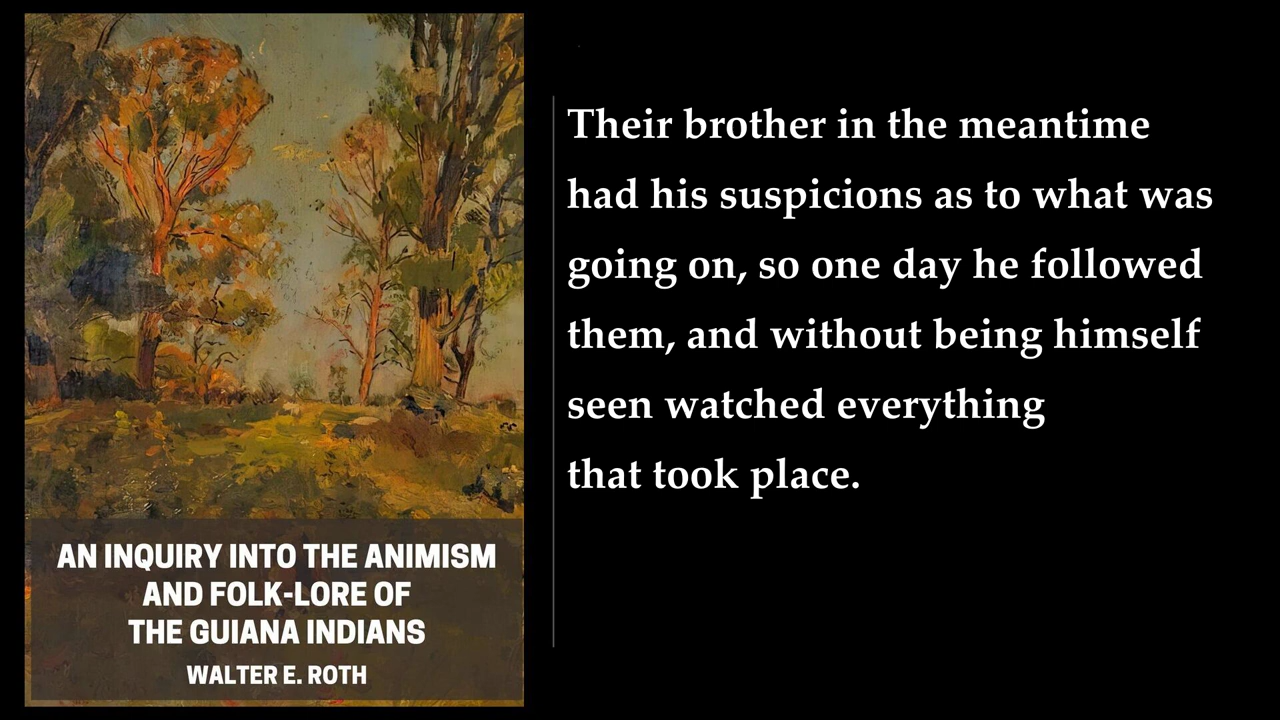 Their brother in the meantime
had his suspicions as to what was
going on, so one day he followed
them, and without being himself
seen watched everything
that took place.
AN INQUIRY INTO THE ANIMISM
AND FOLK-LORE OF
THE GUIANA INDIANS
WALTER E. ROTH